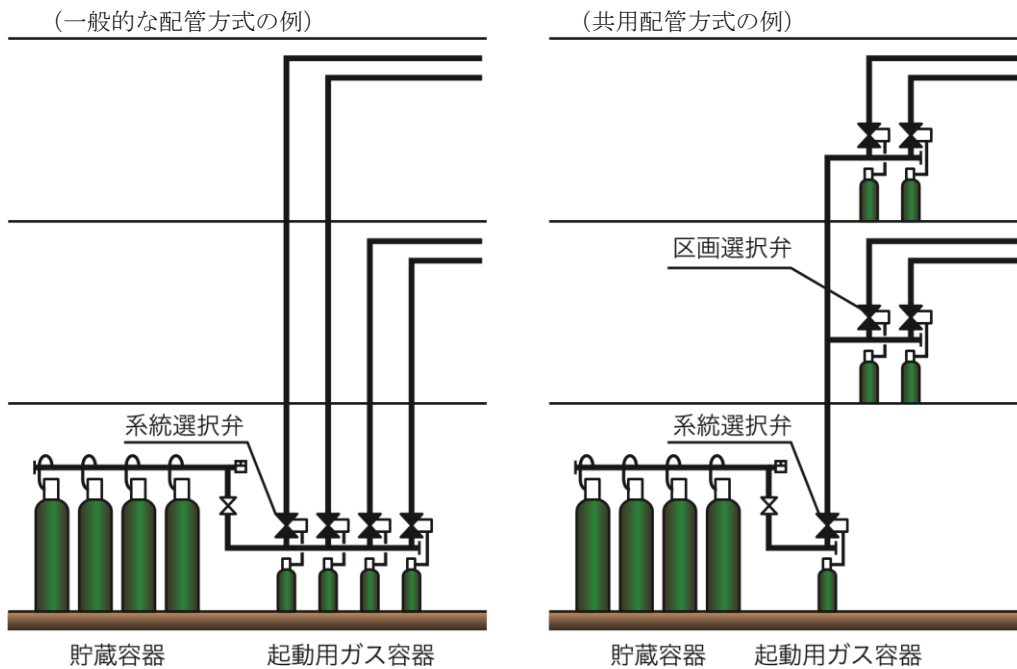 （一般的な配管方式の例）
（共用配管方式の例）
区画選択弁
系統選択弁
系統選択弁
貯蔵容器
起動用ガス容器
貯蔵容器
起動用ガス容器